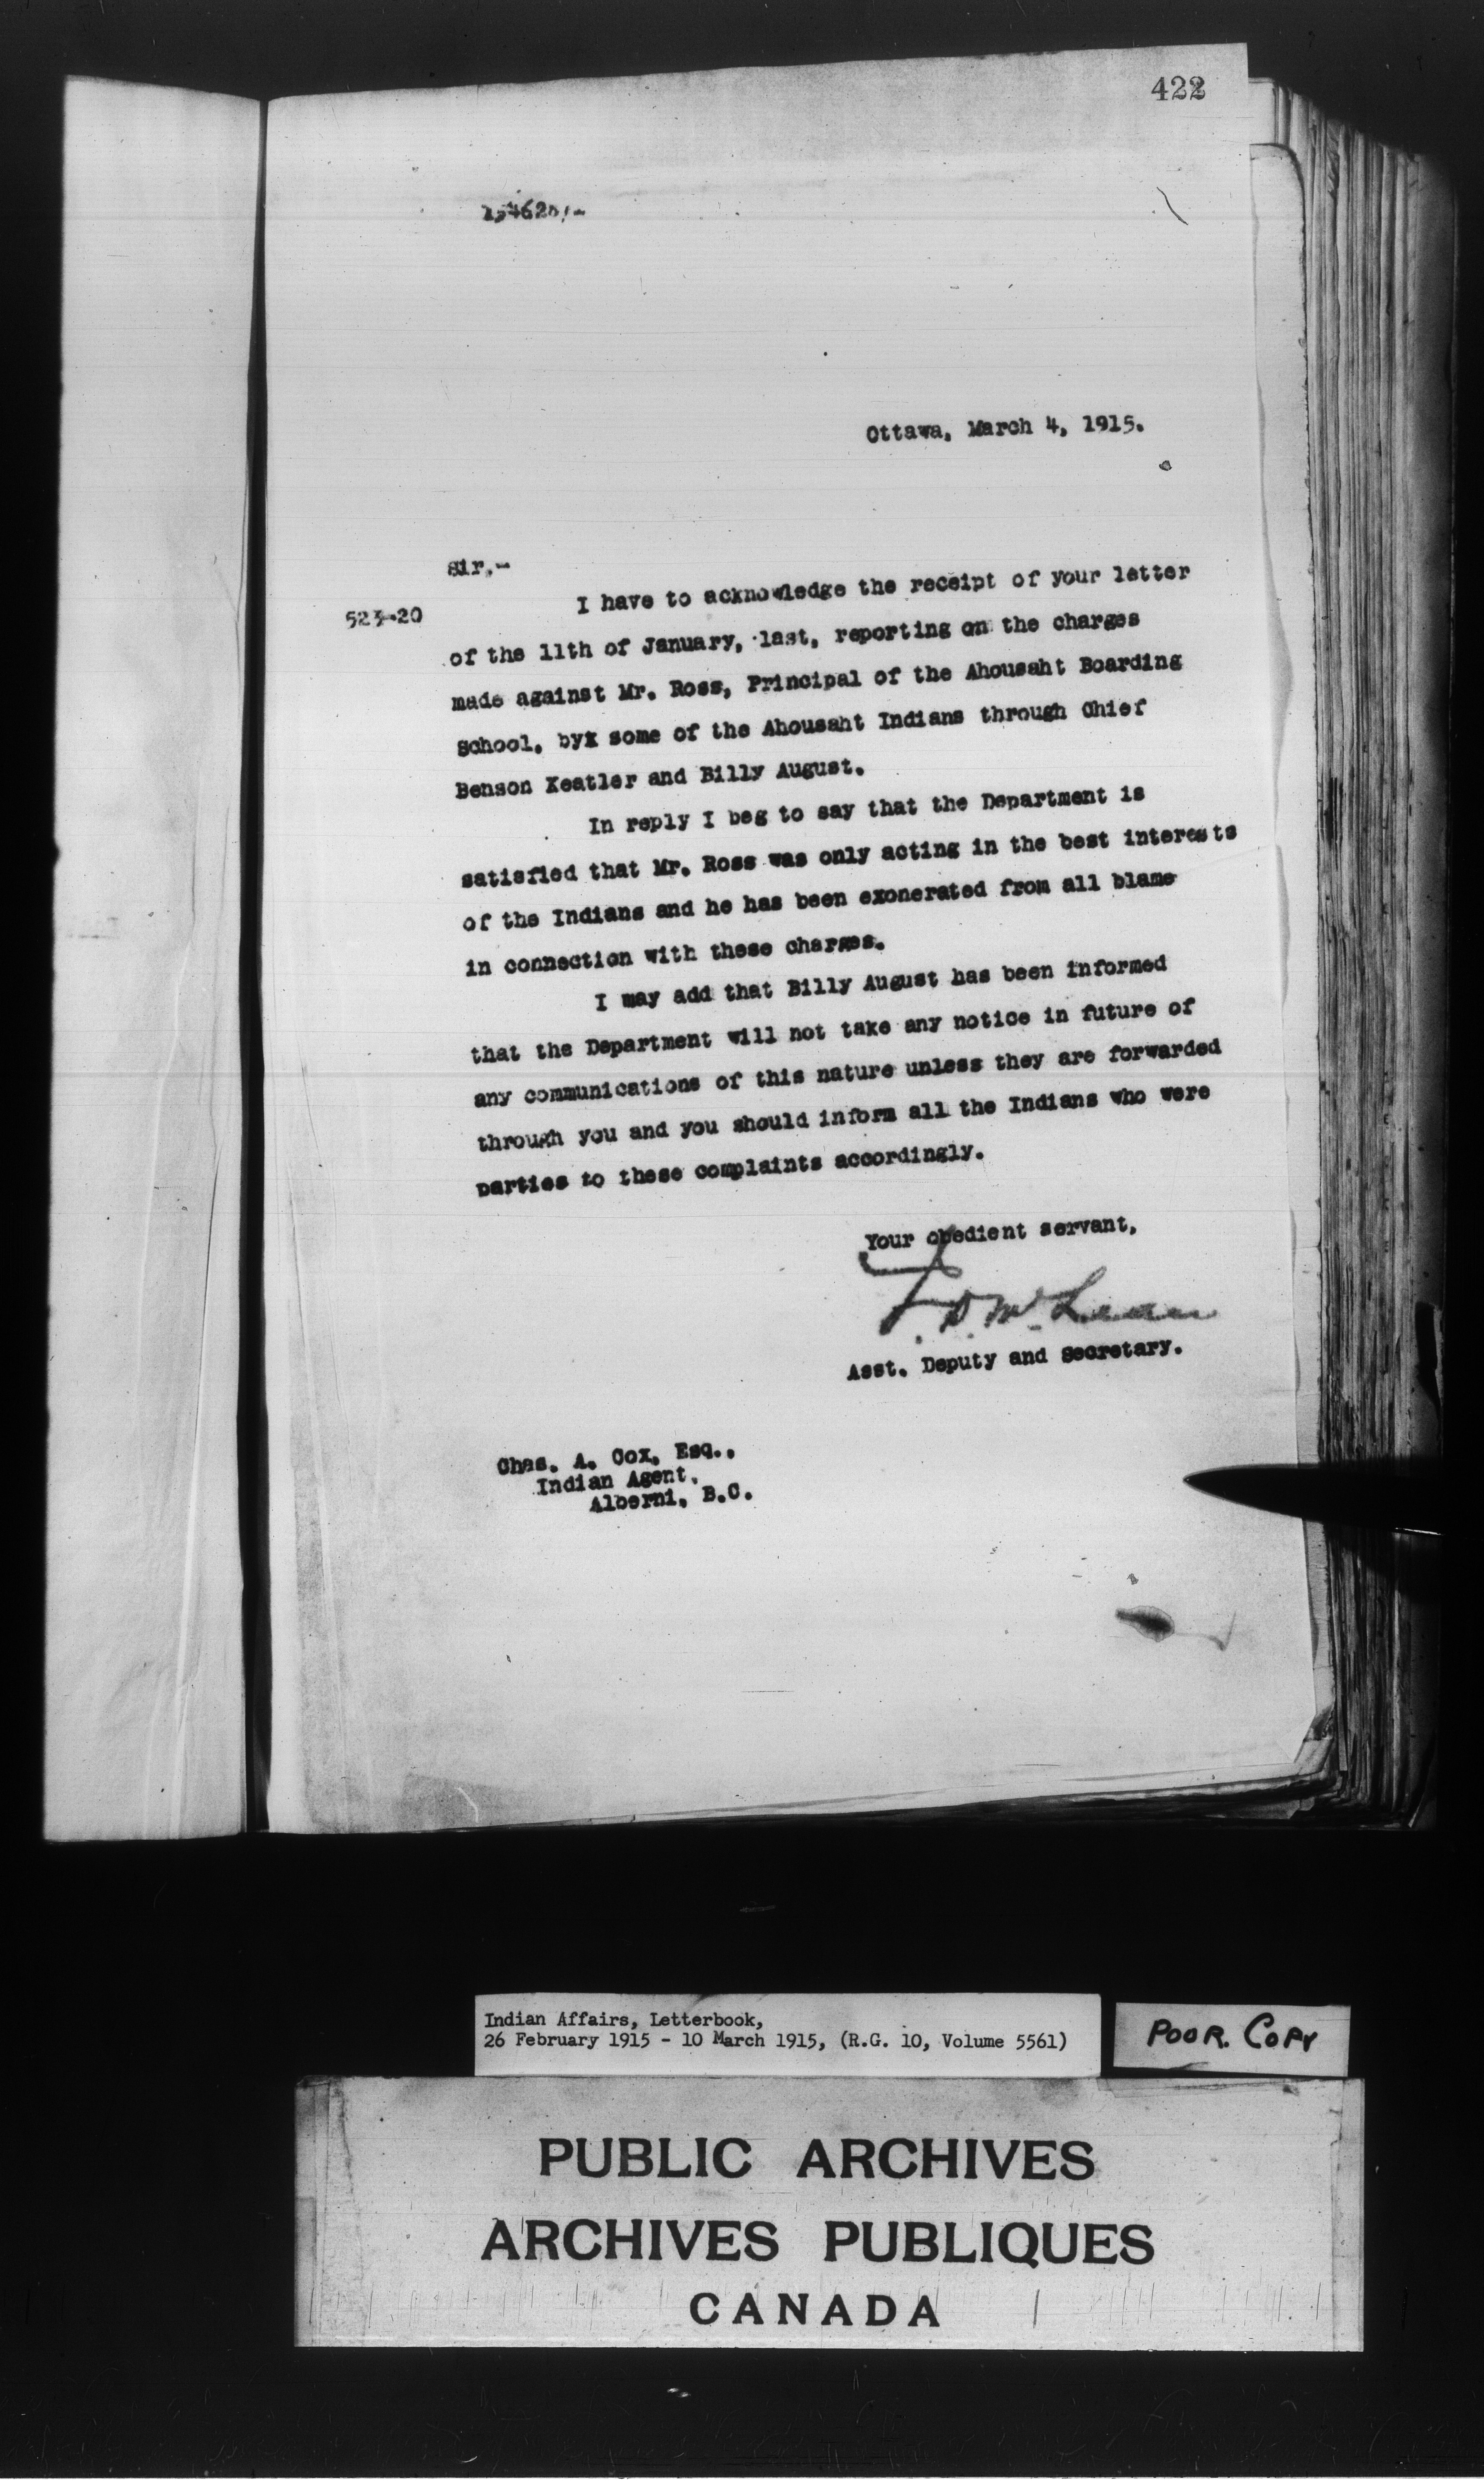 422
Ottawa, March 4, 1915.
Sir,-
523-20
I have to acknowledge the receipt of your letter
of the 11th of January, last, reporting on the charges
made against Mr. Ross, Principal of the Ahousaht Boarding
School, byx some of the Ahousaht Indians through Chief
Benson Keatler and Billy August.
In reply I beg to say that the Department is
satisfied that Mr. Ross was only acting in the best interests
of the Indians and he has been exonerated from all blame
in connection with these charges.
I may add that Billy August has been informed
that the Department will not take any notice in future of
any communications of this nature unless they are forwarded
through you and you should inform all the Indians who were
parties to these complaints accordingly.
Your obedient servant,
J. D. McLean
Asst. Deputy and Secretary.
Chas. A. Cox, Esq.,
Indian Agent,
Alberni, B.C.
Indian Affairs, Letterbook,
26 February 1915 - 10 March 1915, (R.G. 10, Volume 5561)
POOR. COPY
PUBLIC ARCHIVES
ARCHIVES PUBLIQUES
CANADA